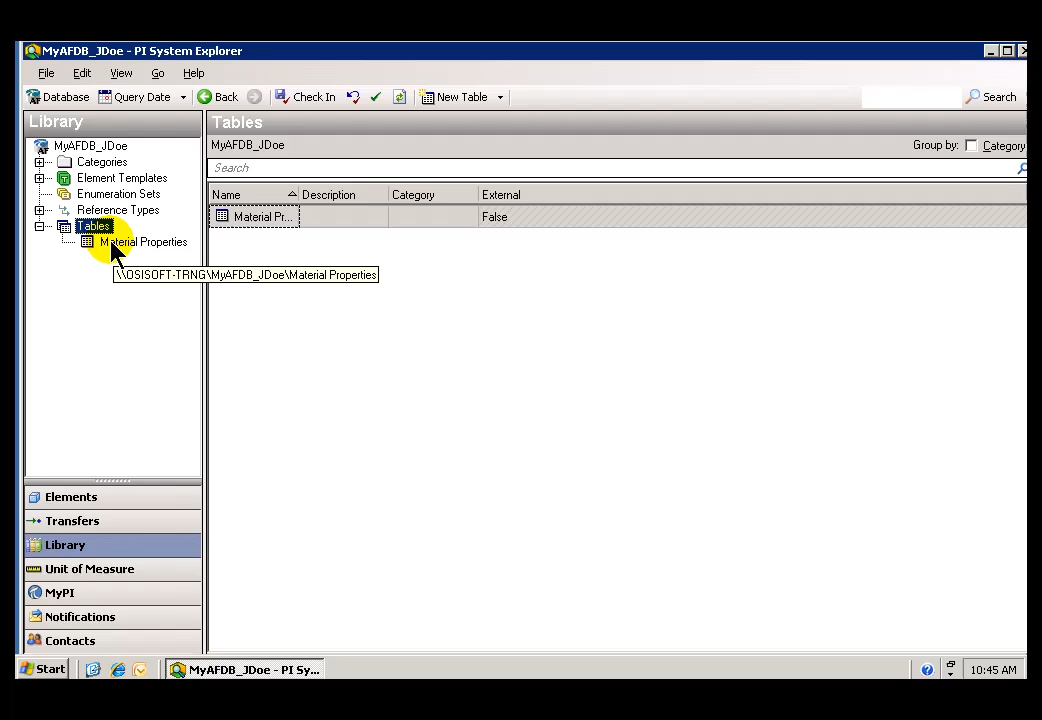 MyAFDB_JDoe - PI System Explorer
File Edit View Go Help
Database Query Date Back Check In New Table Search
Library
Tables
MyAFDB_JDoe
MyAFDB_JDoe
Group by: Category
Categories
Search
Element Templates
Enumeration Sets
Name Description Category External
Reference Types
Tables
Material Pr... False
Material Properties
\\OSISOFT-TRNG\MyAFDB_JDoe\Material Properties
Elements
Transfers
Library
Unit of Measure
MyPI
Notifications
Contacts
Start MyAFDB_JDoe - PI Sy... 10:45 AM